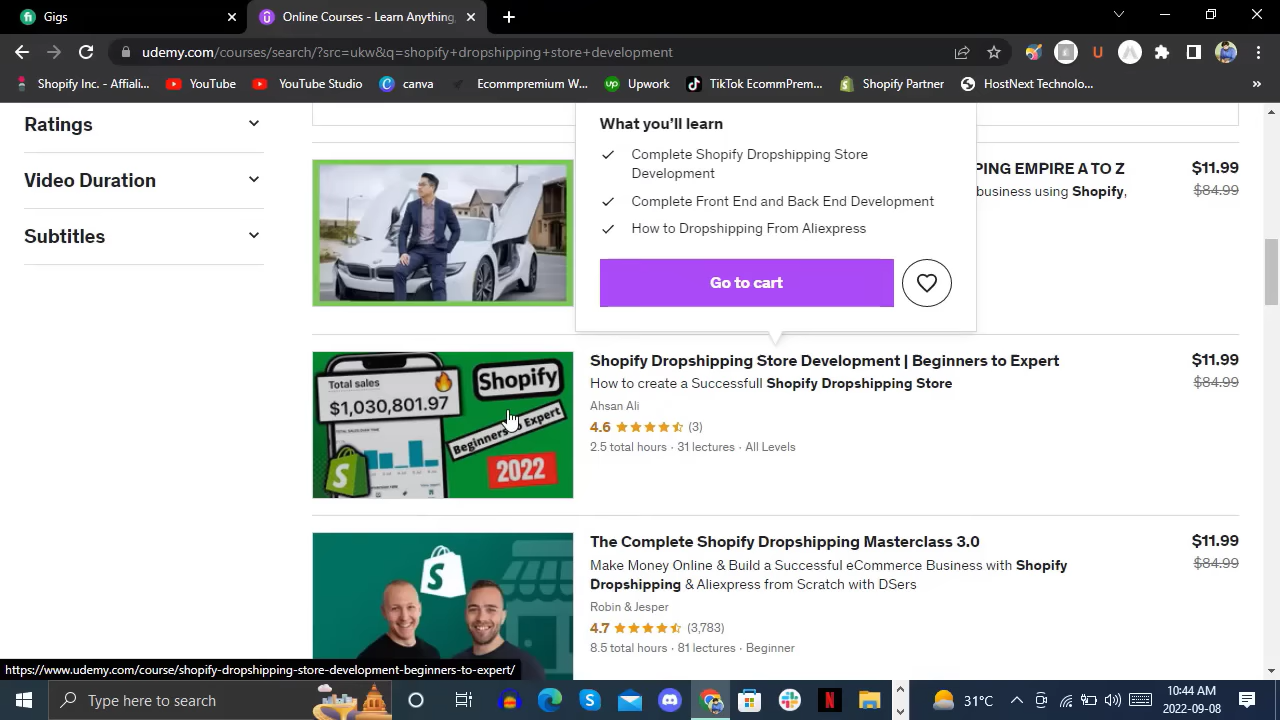 Gigs
Online Courses - Learn Anything,
udemy.com/courses/search/?src=ukw&q=shopify+dropshipping+store+development
Shopify Inc. - Affiali...
YouTube
YouTube Studio
canva
Ecommpremium W...
Upwork
TikTok EcommPrem...
Shopify Partner
HostNext Technolo...
Ratings
Video Duration
Subtitles
What you'll learn
Complete Shopify Dropshipping Store
Development
Complete Front End and Back End Development
How to Dropshipping From Aliexpress
Go to cart
PING EMPIRE A TO Z
business using Shopify,
$11.99
$84.99
Total sales
$1,030,801.97
Shopify
Beginners to Expert
2022
Shopify Dropshipping Store Development | Beginners to Expert
How to create a Successfull Shopify Dropshipping Store
Ahsan Ali
4.6 (3)
2.5 total hours · 31 lectures · All Levels
$11.99
$84.99
The Complete Shopify Dropshipping Masterclass 3.0
Make Money Online & Build a Successful eCommerce Business with Shopify
Dropshipping & Aliexpress from Scratch with DSers
Robin & Jesper
4.7 (3,783)
8.5 total hours · 81 lectures · Beginner
$11.99
$84.99
https://www.udemy.com/course/shopify-dropshipping-store-development-beginners-to-expert/
Type here to search
31°C
10:44 AM
2022-09-08